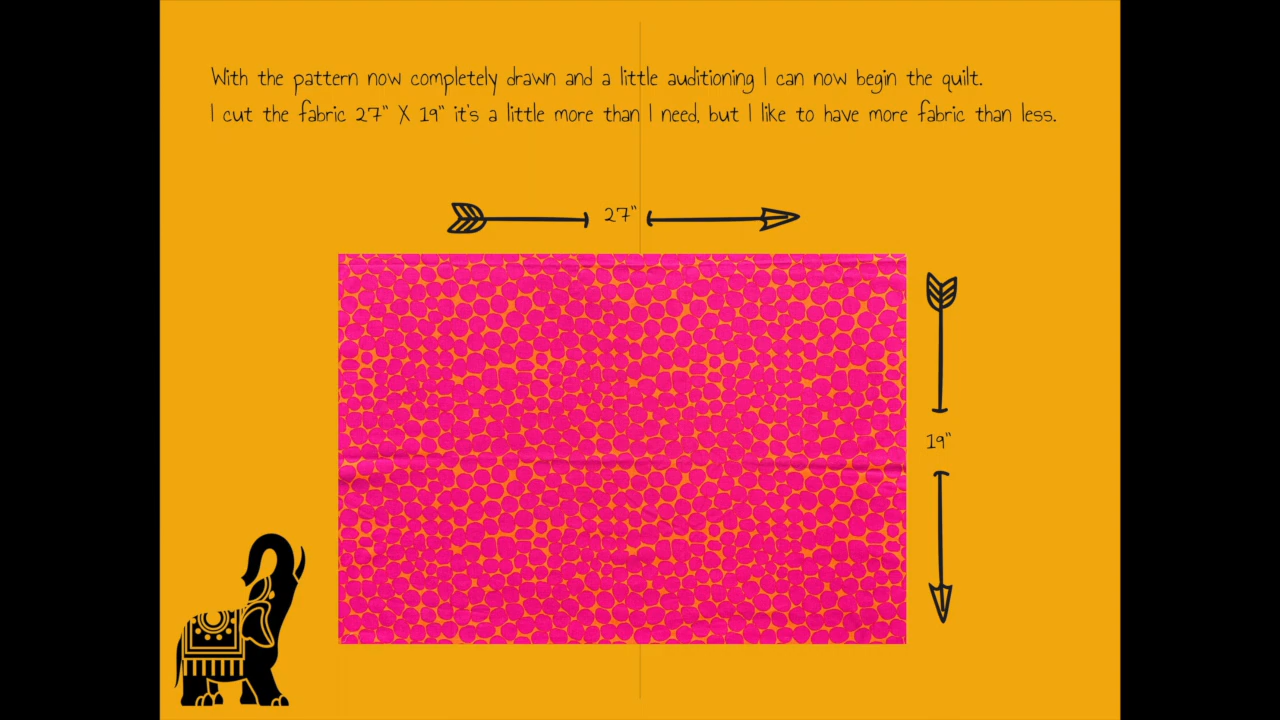 With the pattern now completely drawn and a little auditioning I can now begin the quilt.
I cut the fabric 27" X 19" it's a little more than I need, but I like to have more fabric than less.
27"
19"